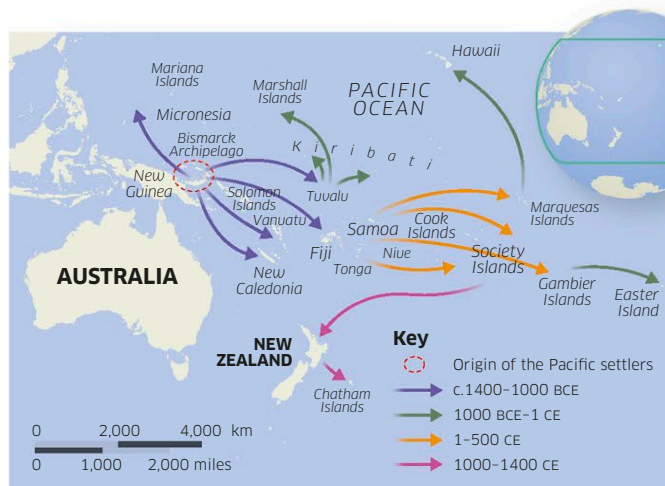 Hawaii
Mariana
Islands
Marshall
Islands
PACIFIC
OCEAN
Micronesia
Bismarck
Archipelago
Kiribati
New
Guinea
Solomon
Islands
Tuvalu
Vanuatu
Samoa
Cook
Islands
Marquesas
Islands
Fiji
Niue
Society
Islands
Tonga
AUSTRALIA
New
Caledonia
Gambier
Islands
Easter
Island
NEW
ZEALAND
Chatham
Islands
Key
Origin of the Pacific settlers
c.1400–1000 BCE
1000 BCE–1 CE
1–500 CE
1000–1400 CE
0 2,000 4,000 km
0 1,000 2,000 miles